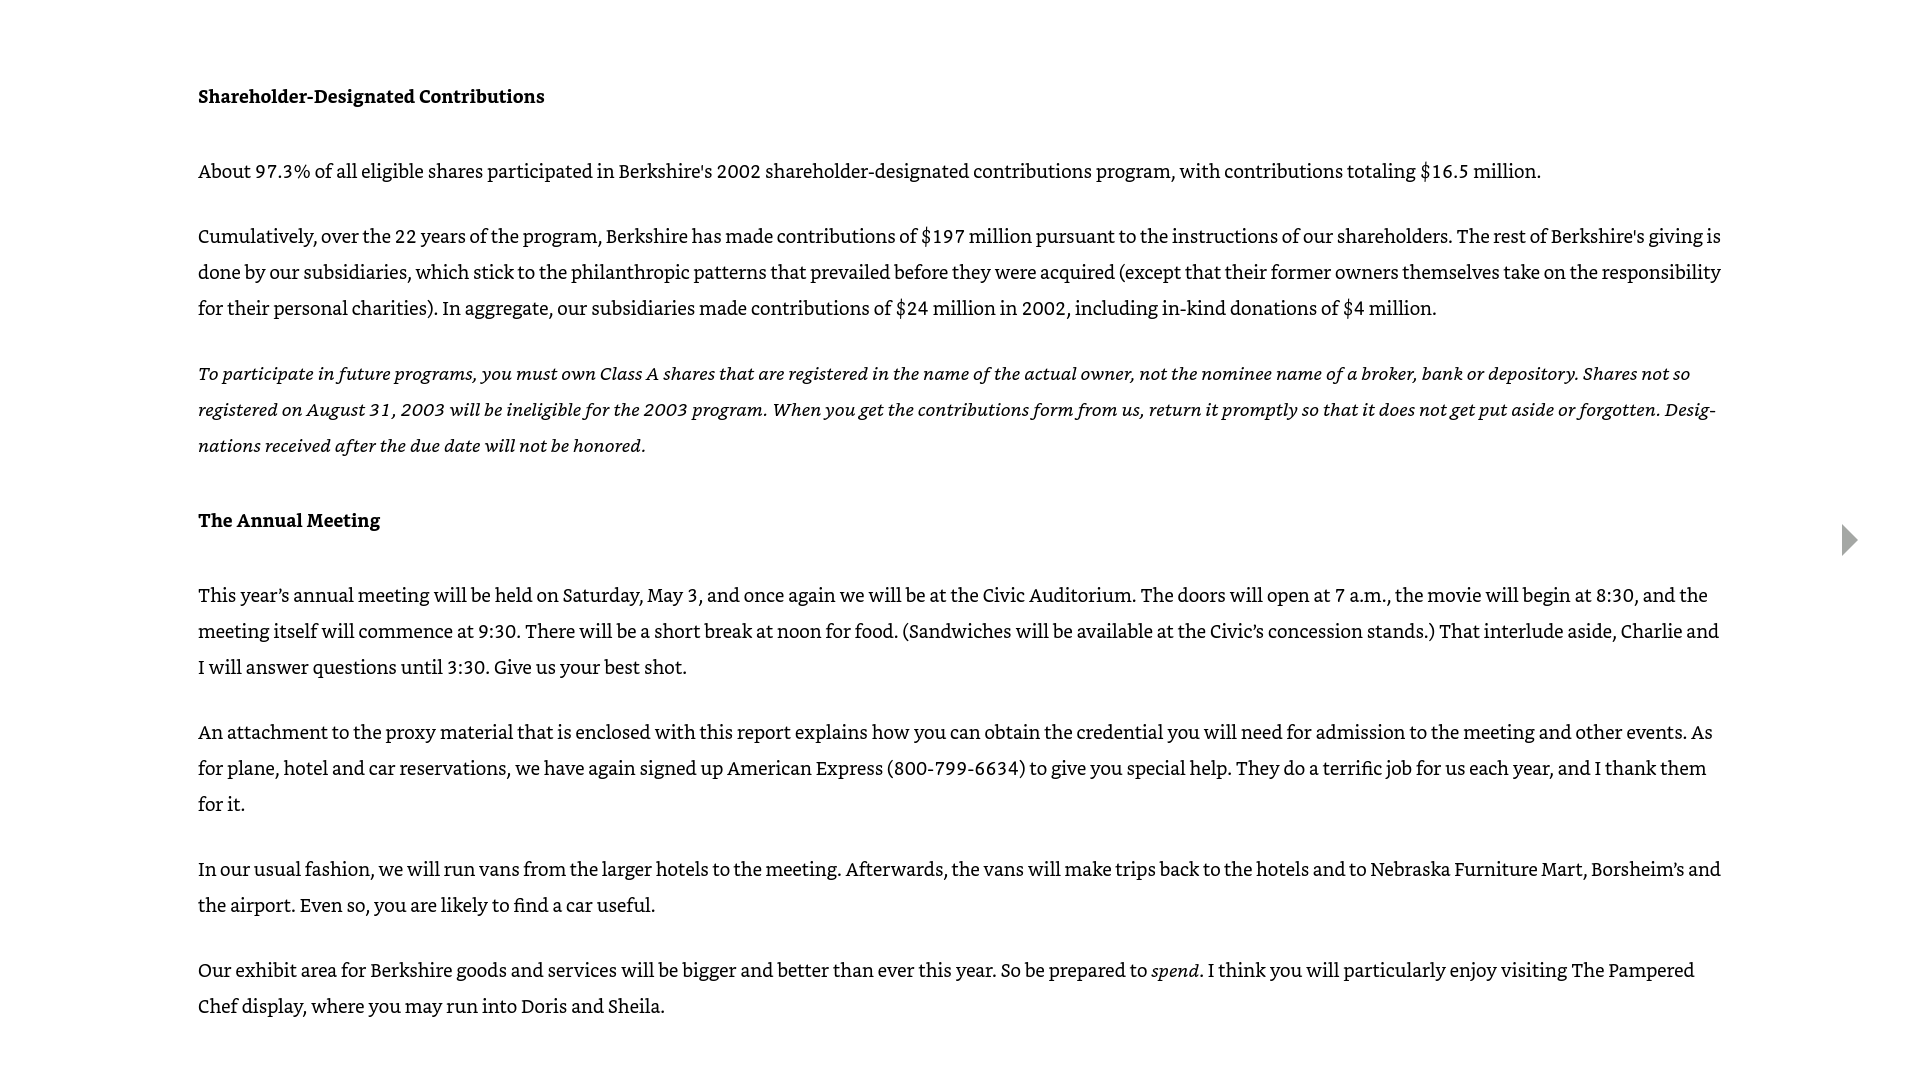 Shareholder-Designated Contributions
About 97.3% of all eligible shares participated in Berkshire's 2002 shareholder-designated contributions program, with contributions totaling $16.5 million.
Cumulatively, over the 22 years of the program, Berkshire has made contributions of $197 million pursuant to the instructions of our shareholders. The rest of Berkshire's giving is
done by our subsidiaries, which stick to the philanthropic patterns that prevailed before they were acquired (except that their former owners themselves take on the responsibility
for their personal charities). In aggregate, our subsidiaries made contributions of $24 million in 2002, including in-kind donations of $4 million.
To participate in future programs, you must own Class A shares that are registered in the name of the actual owner, not the nominee name of a broker, bank or depository. Shares not so
registered on August 31, 2003 will be ineligible for the 2003 program. When you get the contributions form from us, return it promptly so that it does not get put aside or forgotten. Desig-
nations received after the due date will not be honored.
The Annual Meeting
This year’s annual meeting will be held on Saturday, May 3, and once again we will be at the Civic Auditorium. The doors will open at 7 a.m., the movie will begin at 8:30, and the
meeting itself will commence at 9:30. There will be a short break at noon for food. (Sandwiches will be available at the Civic’s concession stands.) That interlude aside, Charlie and
I will answer questions until 3:30. Give us your best shot.
An attachment to the proxy material that is enclosed with this report explains how you can obtain the credential you will need for admission to the meeting and other events. As
for plane, hotel and car reservations, we have again signed up American Express (800-799-6634) to give you special help. They do a terrific job for us each year, and I thank them
for it.
In our usual fashion, we will run vans from the larger hotels to the meeting. Afterwards, the vans will make trips back to the hotels and to Nebraska Furniture Mart, Borsheim’s and
the airport. Even so, you are likely to find a car useful.
Our exhibit area for Berkshire goods and services will be bigger and better than ever this year. So be prepared to spend. I think you will particularly enjoy visiting The Pampered
Chef display, where you may run into Doris and Sheila.